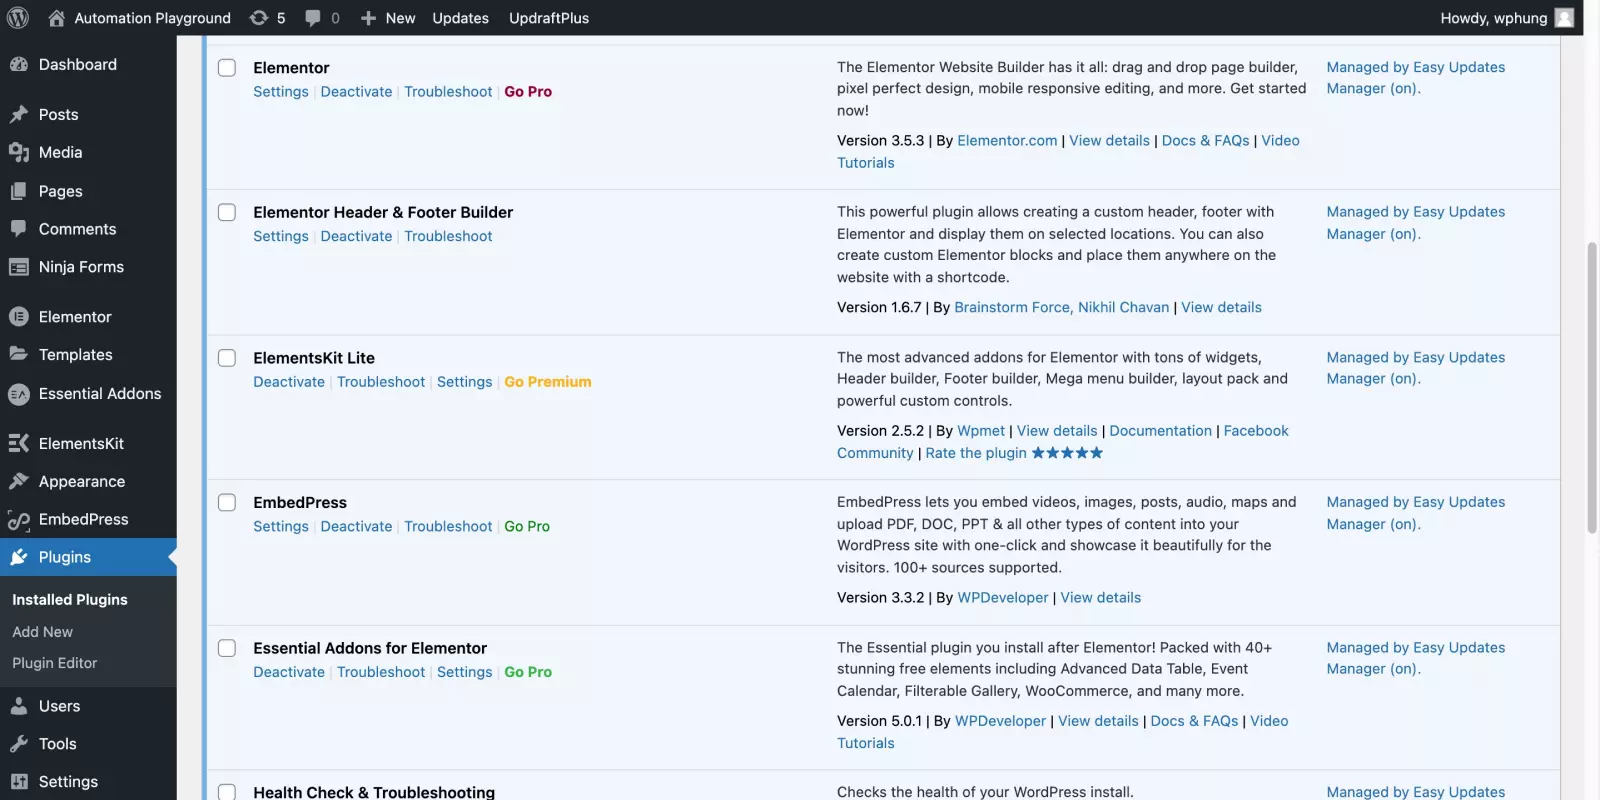 Automation Playground 5 0 New Updates UpdraftPlus Howdy, wphung
Dashboard
Posts
Media
Pages
Comments
Ninja Forms
Elementor
Templates
Essential Addons
ElementsKit
Appearance
EmbedPress
Plugins
Installed Plugins
Add New
Plugin Editor
Users
Tools
Settings
Elementor
Settings | Deactivate | Troubleshoot | Go Pro
The Elementor Website Builder has it all: drag and drop page builder,
pixel perfect design, mobile responsive editing, and more. Get started
now!
Version 3.5.3 | By Elementor.com | View details | Docs & FAQs | Video
Tutorials
Managed by Easy Updates
Manager (on).
Elementor Header & Footer Builder
Settings | Deactivate | Troubleshoot
This powerful plugin allows creating a custom header, footer with
Elementor and display them on selected locations. You can also
create custom Elementor blocks and place them anywhere on the
website with a shortcode.
Version 1.6.7 | By Brainstorm Force, Nikhil Chavan | View details
Managed by Easy Updates
Manager (on).
ElementsKit Lite
Deactivate | Troubleshoot | Settings | Go Premium
The most advanced addons for Elementor with tons of widgets,
Header builder, Footer builder, Mega menu builder, layout pack and
powerful custom controls.
Version 2.5.2 | By Wpmet | View details | Documentation | Facebook
Community | Rate the plugin ★★★★★
Managed by Easy Updates
Manager (on).
EmbedPress
Settings | Deactivate | Troubleshoot | Go Pro
EmbedPress lets you embed videos, images, posts, audio, maps and
upload PDF, DOC, PPT & all other types of content into your
WordPress site with one-click and showcase it beautifully for the
visitors. 100+ sources supported.
Version 3.3.2 | By WPDeveloper | View details
Managed by Easy Updates
Manager (on).
Essential Addons for Elementor
Deactivate | Troubleshoot | Settings | Go Pro
The Essential plugin you install after Elementor! Packed with 40+
stunning free elements including Advanced Data Table, Event
Calendar, Filterable Gallery, WooCommerce, and many more.
Version 5.0.1 | By WPDeveloper | View details | Docs & FAQs | Video
Tutorials
Managed by Easy Updates
Manager (on).
Health Check & Troubleshooting
Checks the health of your WordPress install.
Managed by Easy Updates